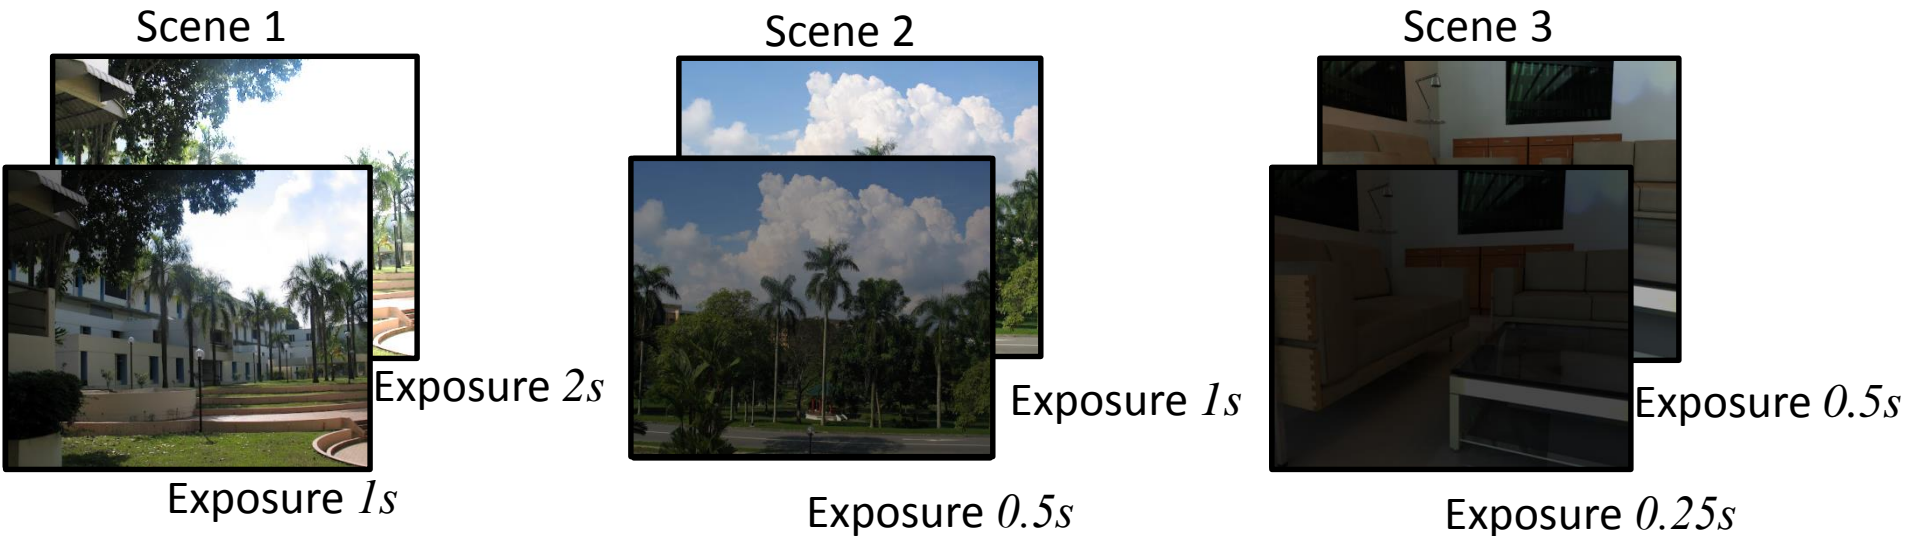 Scene 1
Scene 2
Scene 3
Exposure 2s
Exposure 1s
Exposure 0.5s
Exposure 1s
Exposure 0.5s
Exposure 0.25s